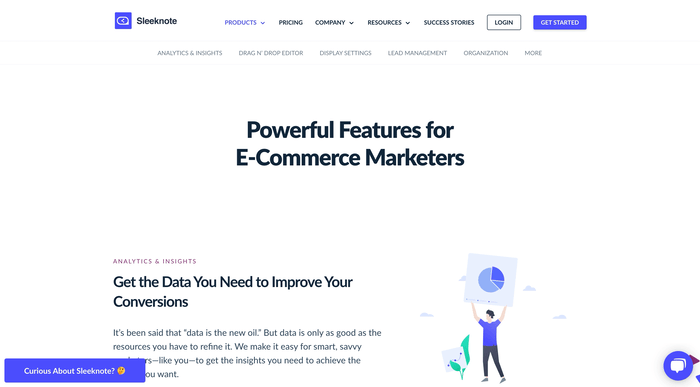 Sleeknote
PRODUCTS PRICING COMPANY RESOURCES SUCCESS STORIES LOGIN GET STARTED
ANALYTICS & INSIGHTS DRAG N' DROP EDITOR DISPLAY SETTINGS LEAD MANAGEMENT ORGANIZATION MORE
Powerful Features for
E-Commerce Marketers
ANALYTICS & INSIGHTS
Get the Data You Need to Improve Your
Conversions
It's been said that "data is the new oil." But data is only as good as the
resources you have to refine it. We make it easy for smart, savvy
—like you—to get the insights you need to achieve the
you want.
Curious About Sleeknote? 🤔